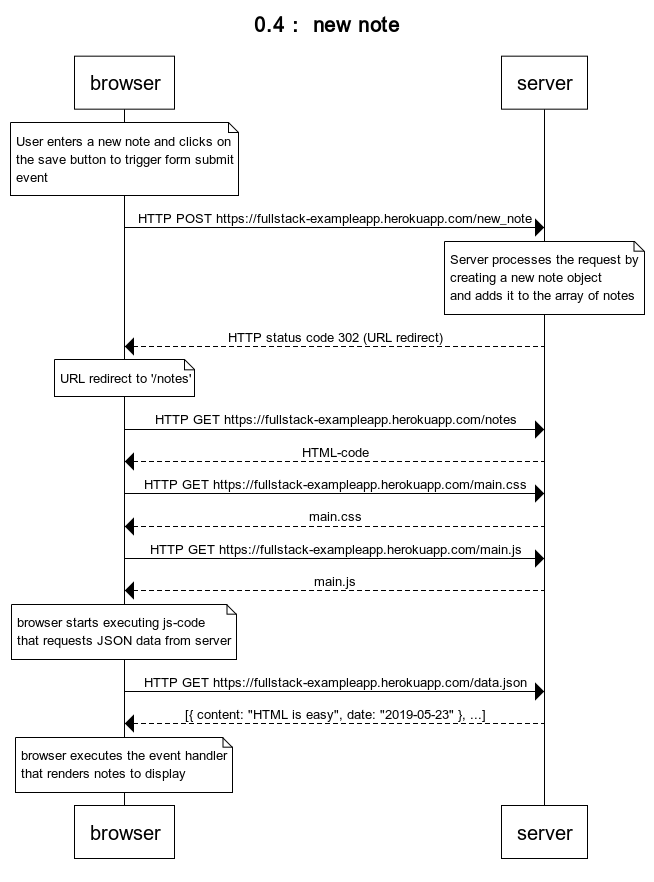 0.4 : new note
browser
server
User enters a new note and clicks on
the save button to trigger form submit
event
HTTP POST https://fullstack-exampleapp.herokuapp.com/new_note
Server processes the request by
creating a new note object
and adds it to the array of notes
HTTP status code 302 (URL redirect)
URL redirect to '/notes'
HTTP GET https://fullstack-exampleapp.herokuapp.com/notes
HTML-code
HTTP GET https://fullstack-exampleapp.herokuapp.com/main.css
main.css
HTTP GET https://fullstack-exampleapp.herokuapp.com/main.js
main.js
browser starts executing js-code
that requests JSON data from server
HTTP GET https://fullstack-exampleapp.herokuapp.com/data.json
[{ content: "HTML is easy", date: "2019-05-23" }, ...]
browser executes the event handler
that renders notes to display
browser
server